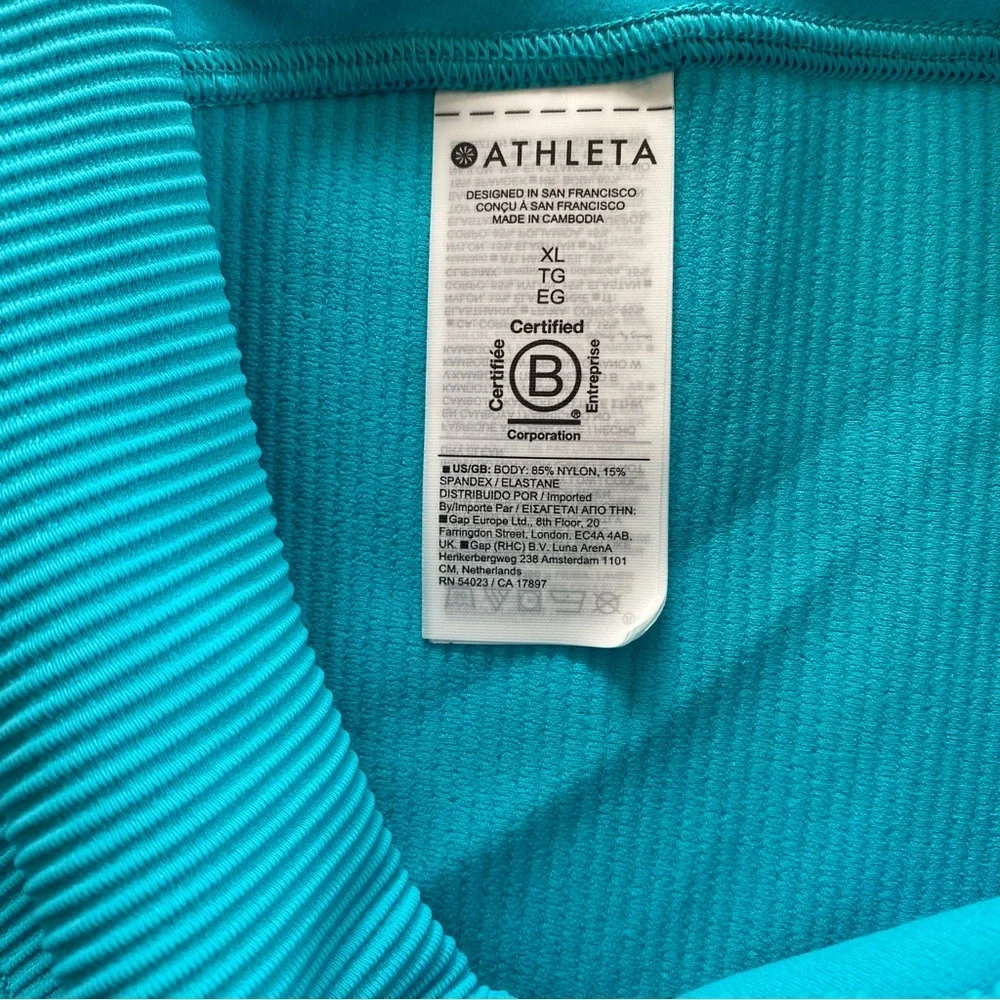 ATHLETA
DESIGNED IN SAN FRANCISCO
CONÇU À SAN FRANCISCO
MADE IN CAMBODIA
XL
TG
EG
Certified
Certifiée
B
Entreprise
®
Corporation
■ US/GB: BODY: 85% NYLON, 15%
SPANDEX / ELASTANE
DISTRIBUIDO POR / Imported
By/Importe Par / ΕΙΣΑΓΕΤΑΙ ΑΠΟ ΤΗΝ:
■Gap Europe Ltd., 8th Floor, 20
Farringdon Street, London, EC4A 4AB,
UK. ■Gap (RHC) B.V. Luna ArenA
Herikerbergweg 238 Amsterdam 1101
CM, Netherlands
RN 54023 / CA 17897